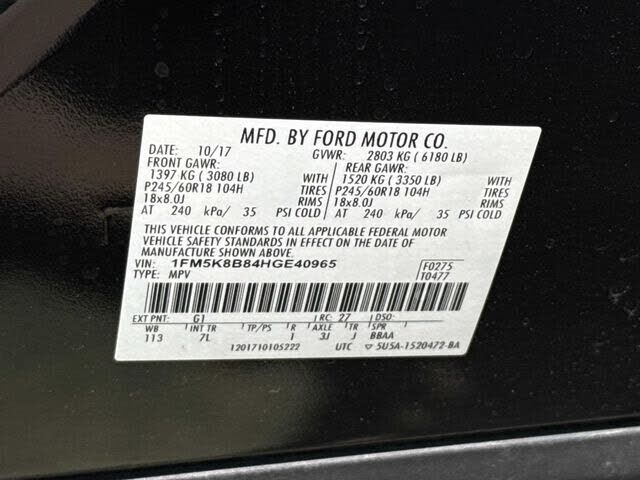 MFD. BY FORD MOTOR CO.
DATE: 10/17 GVWR: 2803 KG ( 6180 LB)
FRONT GAWR: REAR GAWR:
1397 KG ( 3080 LB) WITH 1520 KG ( 3350 LB) WITH
P245/60R18 104H TIRES P245/60R18 104H TIRES
18x8.0J RIMS 18x8.0J RIMS
AT 240 kPa/ 35 PSI COLD AT 240 kPa/ 35 PSI COLD
THIS VEHICLE CONFORMS TO ALL APPLICABLE FEDERAL MOTOR
VEHICLE SAFETY STANDARDS IN EFFECT ON THE DATE OF
MANUFACTURE SHOWN ABOVE.
VIN: 1FM5K8B84HGE40965 F0275
TYPE: MPV T0477
EXT PNT: G1 RC: 27 DSO:
WB INT TR TP/PS R AXLE TR SPR
113 7L 1 3J J BBAA
1201710105222 UTC ▽ 5U5A-1520472-BA